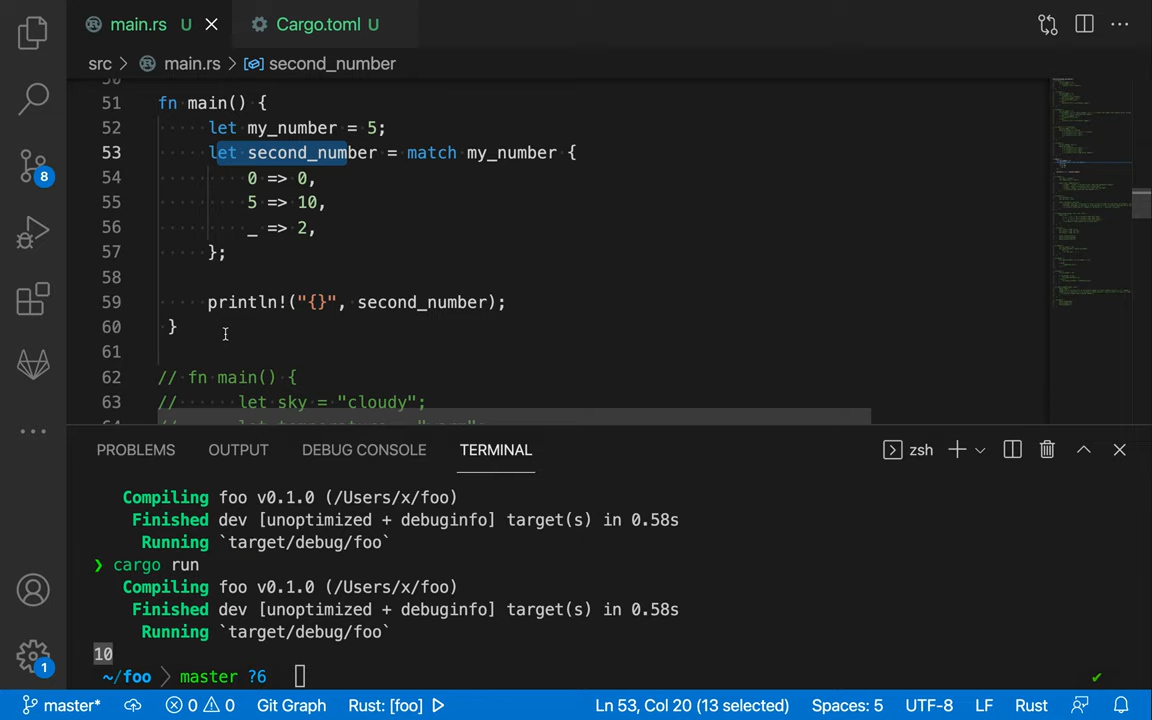 main.rs U Cargo.toml U
src > main.rs > second_number
51 fn main() {
52 ····· let my_number = 5;
53 ····· let second_number = match my_number {
54 ········· 0 => 0,
55 ········· 5 => 10,
56 ········· _ => 2,
57 ····· };
58
59 ····· println!("{}", second_number);
60 · }
61
62 // fn main() {
63 // let sky = "cloudy";
8
PROBLEMS OUTPUT DEBUG CONSOLE TERMINAL zsh
Compiling foo v0.1.0 (/Users/x/foo)
Finished dev [unoptimized + debuginfo] target(s) in 0.58s
Running `target/debug/foo`
❯ cargo run
Compiling foo v0.1.0 (/Users/x/foo)
Finished dev [unoptimized + debuginfo] target(s) in 0.58s
Running `target/debug/foo`
10
~/foo > master ?6
1
master* 0 0 Git Graph Rust: [foo] Ln 53, Col 20 (13 selected) Spaces: 5 UTF-8 LF Rust